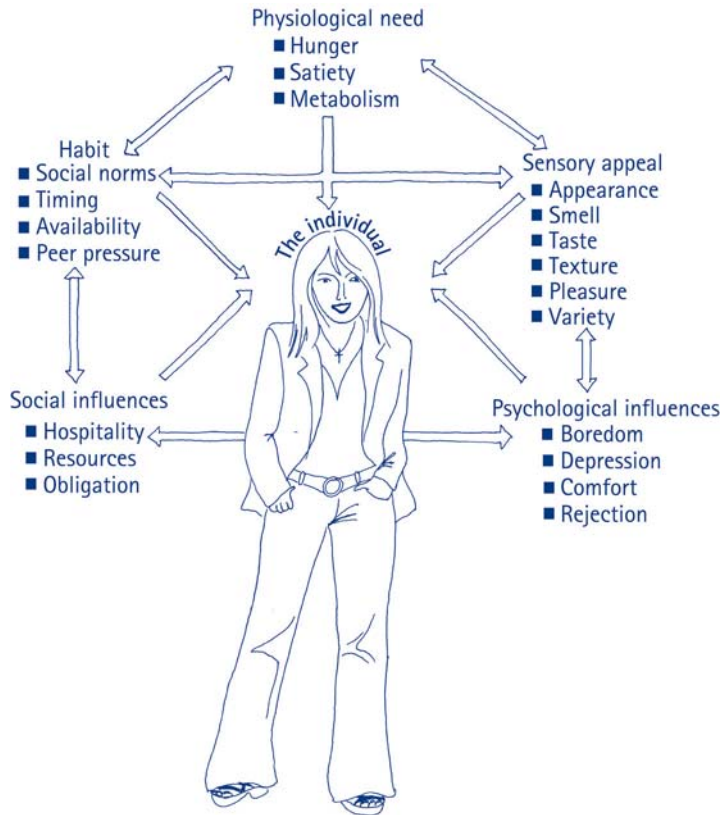 Physiological need
■ Hunger
■ Satiety
■ Metabolism
Habit
■ Social norms
■ Timing
■ Availability
■ Peer pressure
Sensory appeal
■ Appearance
■ Smell
■ Taste
■ Texture
■ Pleasure
■ Variety
The individual
Social influences
■ Hospitality
■ Resources
■ Obligation
Psychological influences
■ Boredom
■ Depression
■ Comfort
■ Rejection